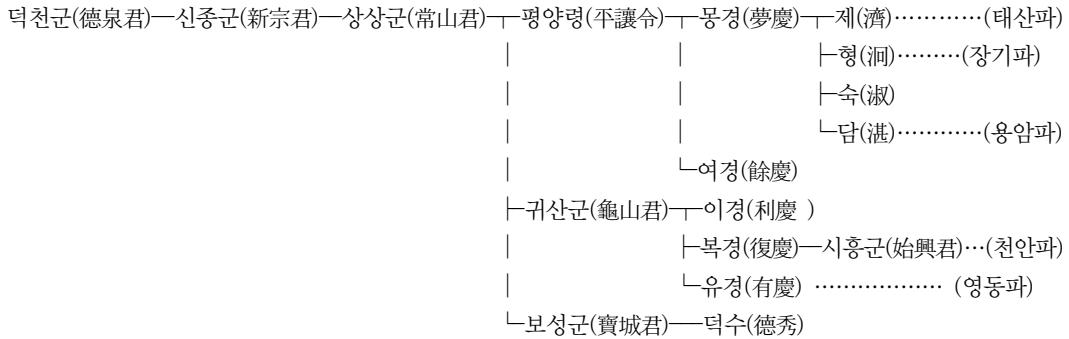 덕천군(德泉君)─신종군(新宗君)─상상군(常山君)─┬─평양령(平讓令)─┬─몽경(夢慶)─┬─제(濟)…………(태산파)
├─형(泂)………(장기파)
├─숙(淑)
└─담(湛)…………(용암파)
└─여경(餘慶)
├─귀산군(龜山君)─┬─이경(利慶 )
├─복경(復慶)─시흥군(始興君)…(천안파)
└─유경(有慶) ……………… (영동파)
└─보성군(寶城君)──덕수(德秀)